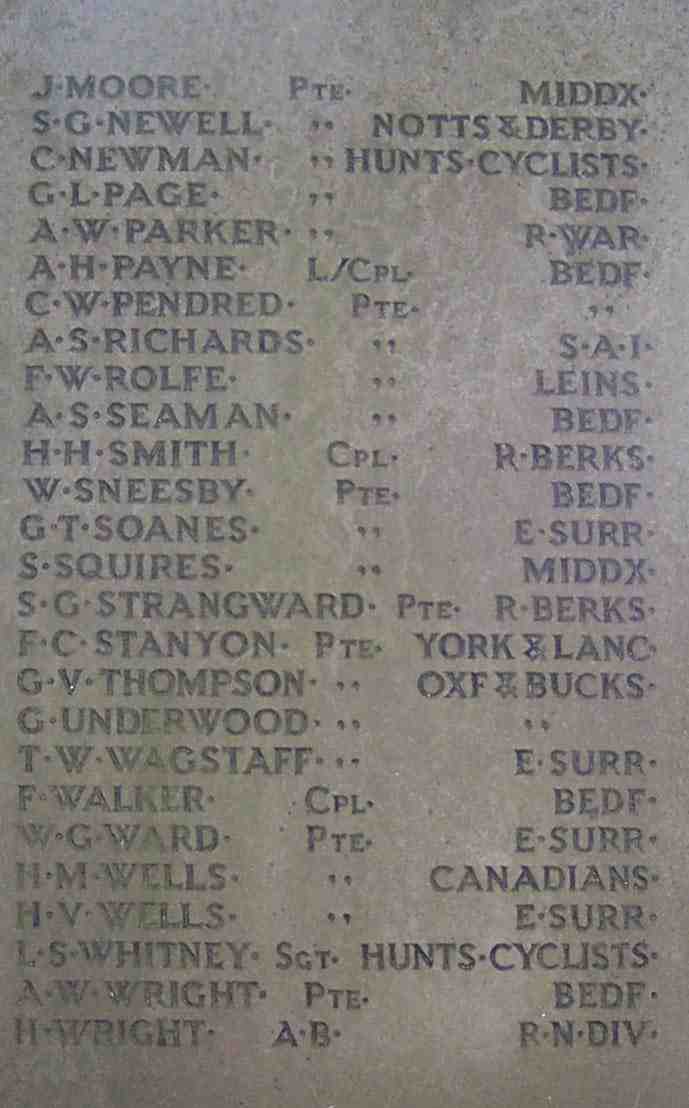 J·MOORE· PTE· MIDDX·
S·G·NEWELL· ,, NOTTS & DERBY·
C·NEWMAN· ,, HUNTS·CYCLISTS·
G·L·PAGE· ,, BEDF·
A·W·PARKER· ,, R·WAR·
A·H·PAYNE· L/CPL· BEDF·
C·W·PENDRED· PTE· ,,
A·S·RICHARDS· ,, S·A·I·
F·W·ROLFE· ,, LEINS·
A·S·SEAMAN· ,, BEDF·
H·H·SMITH· CPL· R·BERKS·
W·SNEESBY· PTE· BEDF·
G·T·SOANES· ,, E·SURR·
S·SQUIRES· ,, MIDDX·
S·G·STRANGWARD· PTE· R·BERKS·
F·C·STANYON· PTE· YORK & LANC·
G·V·THOMPSON· ,, OXF & BUCKS·
G·UNDERWOOD· ,, ,,
T·W·WAGSTAFF· ,, E·SURR·
F·WALKER· CPL· BEDF·
W·G·WARD· PTE· E·SURR·
H·M·WELLS· ,, CANADIANS·
H·V·WELLS· ,, E·SURR·
L·S·WHITNEY· SGT· HUNTS·CYCLISTS·
A·W·WRIGHT· PTE· BEDF·
H·WRIGHT· A·B· R·N·DIV·